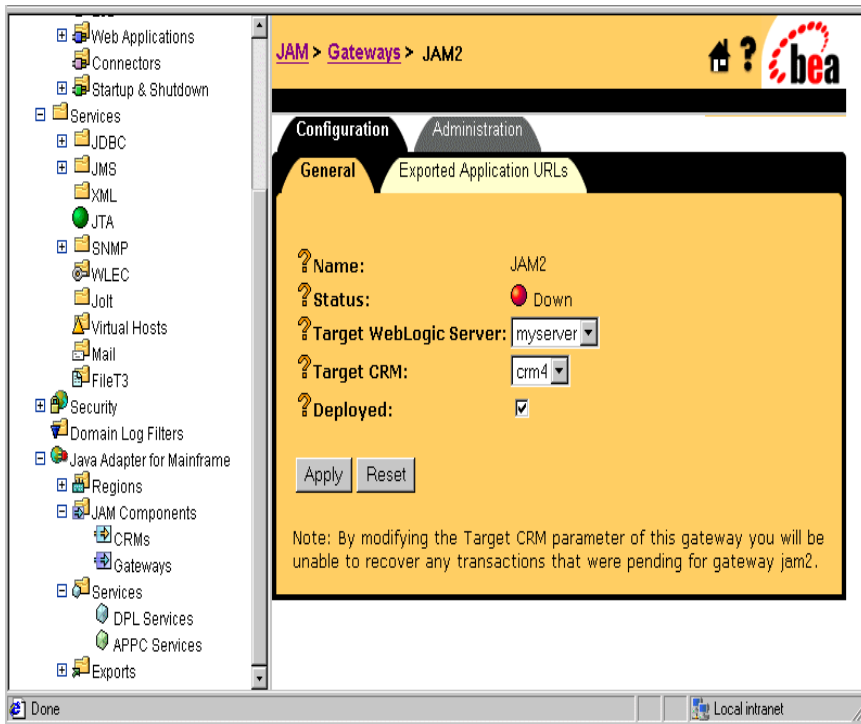 Web Applications
Connectors
Startup & Shutdown
Services
JDBC
JMS
XML
JTA
SNMP
WLEC
Jolt
Virtual Hosts
Mail
FileT3
Security
Domain Log Filters
Java Adapter for Mainframe
Regions
JAM Components
CRMs
Gateways
Services
DPL Services
APPC Services
Exports
JAM > Gateways > JAM2
? bea
Configuration Administration
General Exported Application URLs
? Name: JAM2
? Status: Down
? Target WebLogic Server: myserver
? Target CRM: crm4
? Deployed:
Apply Reset
Note: By modifying the Target CRM parameter of this gateway you will be
unable to recover any transactions that were pending for gateway jam2.
Done Local intranet